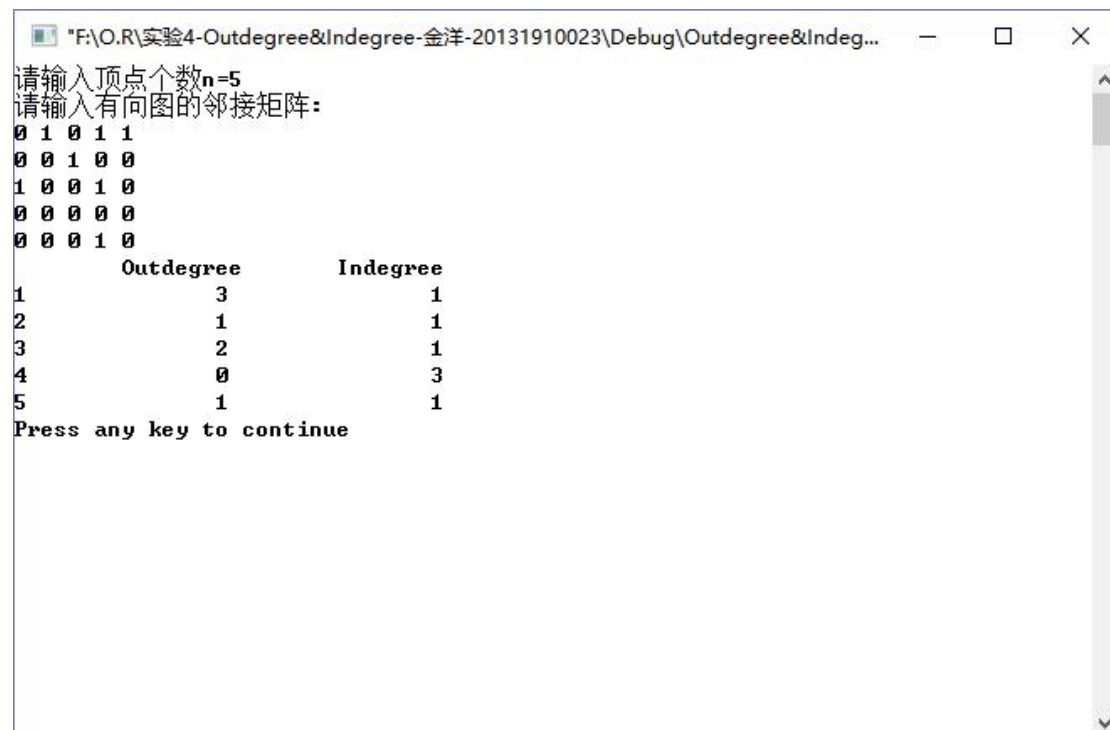 "F:\O.R\实验4-Outdegree&Indegree-金洋-20131910023\Debug\Outdegree&Indeg...
请输入顶点个数n=5
请输入有向图的邻接矩阵:
0 1 0 1 1
0 0 1 0 0
1 0 0 1 0
0 0 0 0 0
0 0 0 1 0
Outdegree Indegree
1 3 1
2 1 1
3 2 1
4 0 3
5 1 1
Press any key to continue